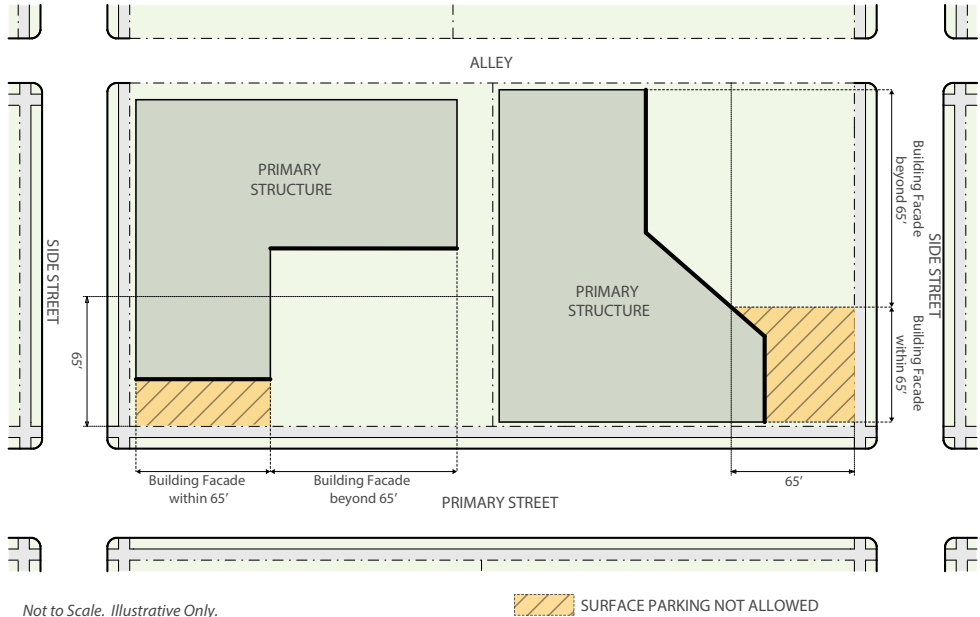 ALLEY
PRIMARY
STRUCTURE
PRIMARY
STRUCTURE
SIDE STREET
65’
Building Facade
beyond 65’
Building Facade
within 65’
SIDE STREET
Building Facade
within 65’
Building Facade
beyond 65’
65’
PRIMARY STREET
Not to Scale. Illustrative Only.
SURFACE PARKING NOT ALLOWED